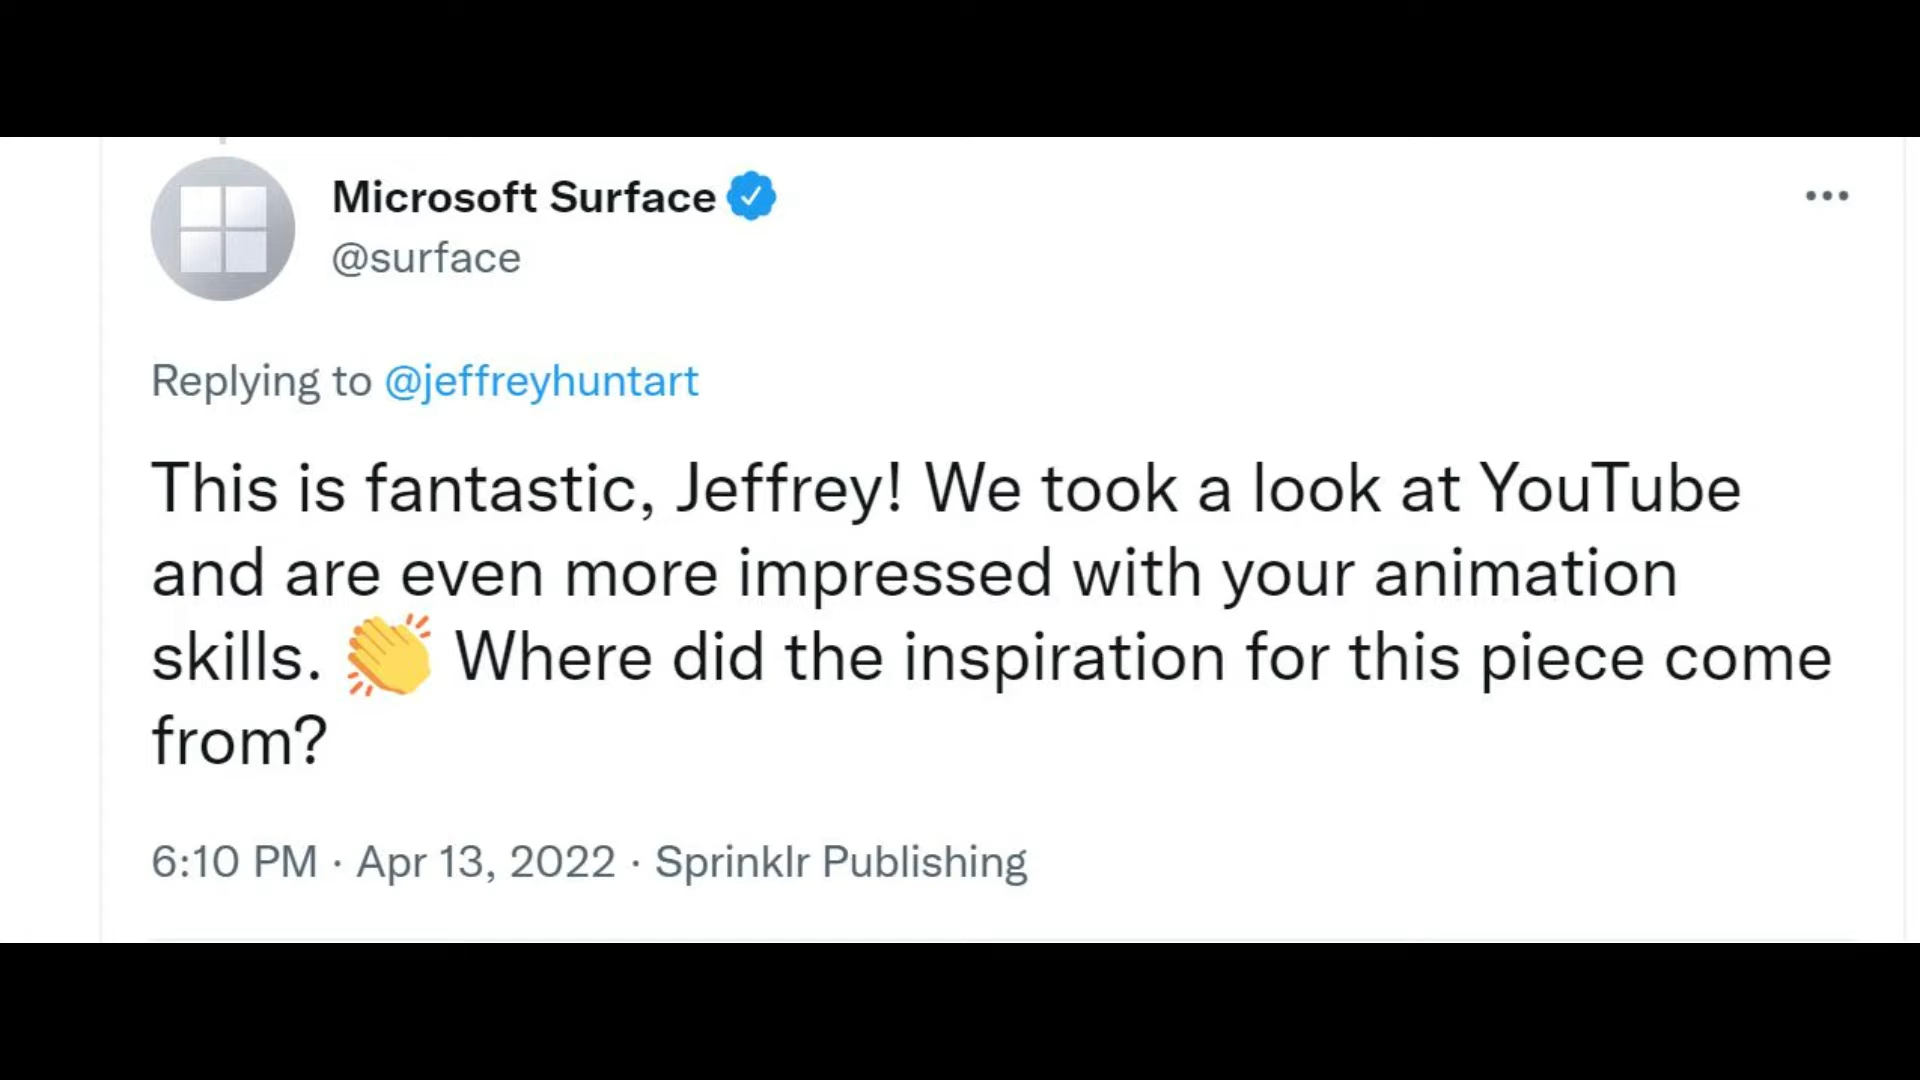 Microsoft Surface
@surface
Replying to @jeffreyhuntart
This is fantastic, Jeffrey! We took a look at YouTube
and are even more impressed with your animation
skills. 👏 Where did the inspiration for this piece come
from?
6:10 PM · Apr 13, 2022 · Sprinklr Publishing